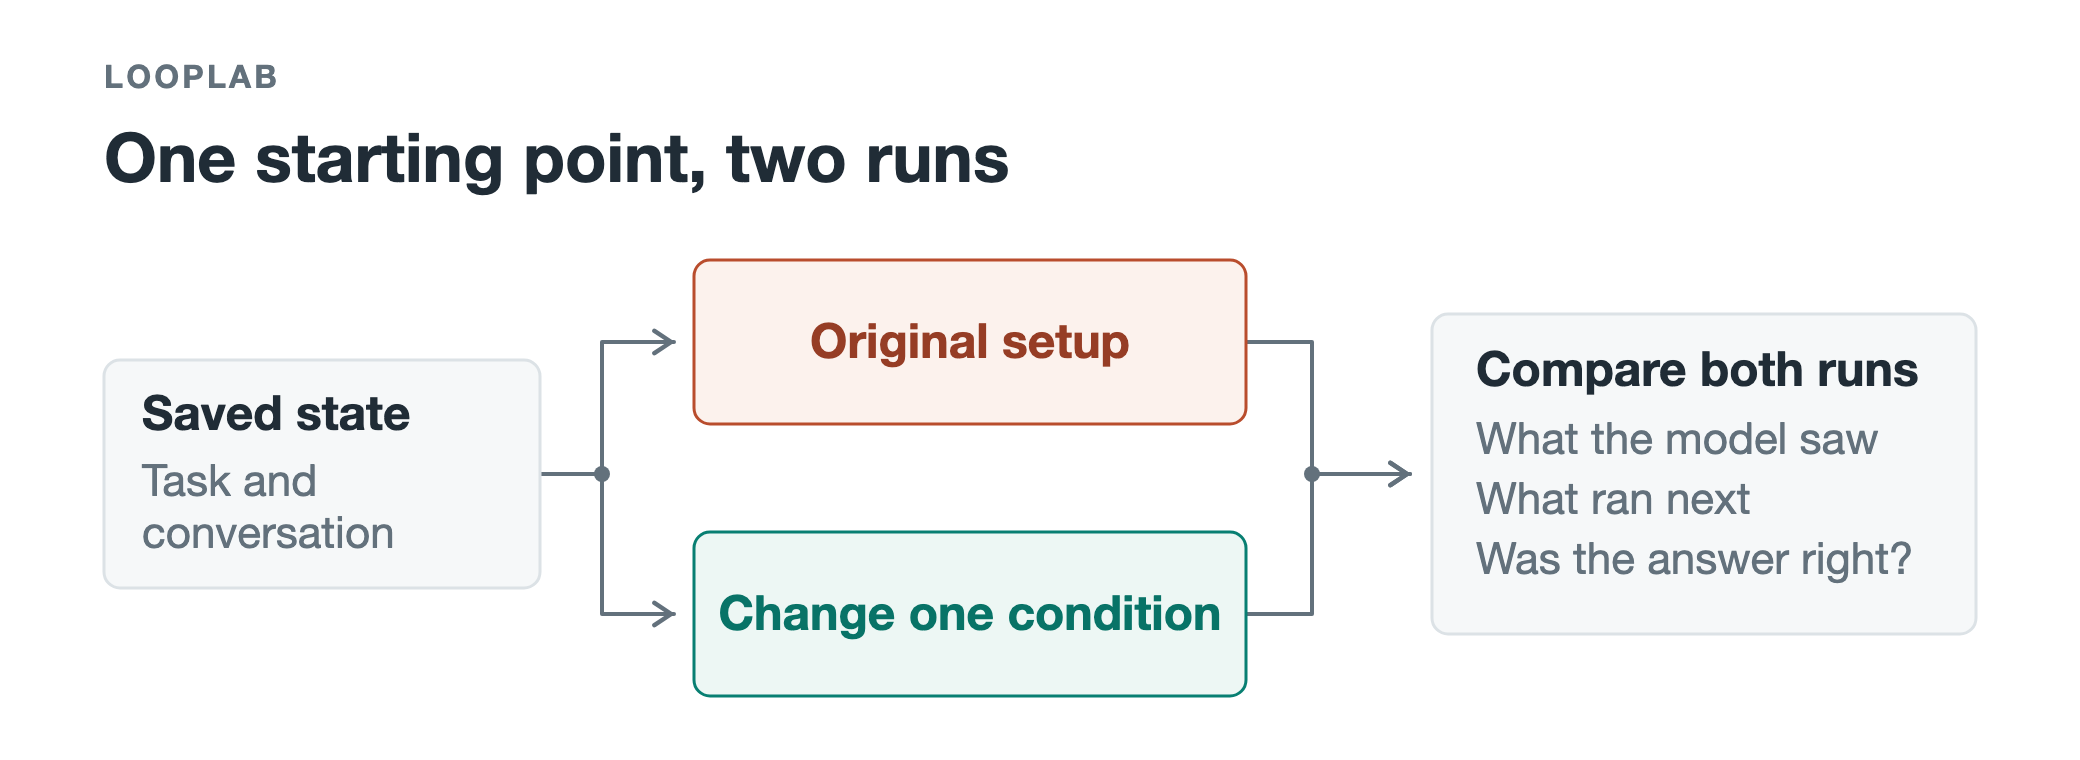 LOOPLAB
One starting point, two runs
Saved state
Task and
conversation
Original setup
Change one condition
Compare both runs
What the model saw
What ran next
Was the answer right?